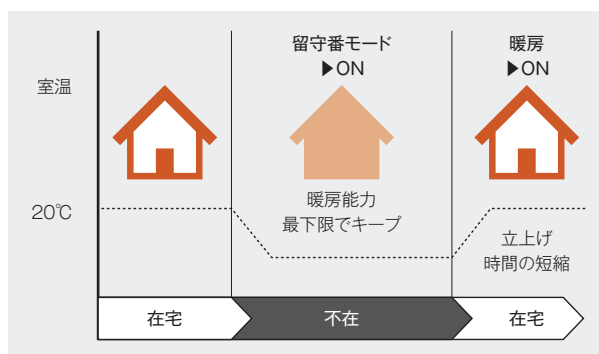 留守番モード
▶ON
暖房
▶ON
室温
暖房能力
最下限でキープ
20℃
立上げ
時間の短縮
在宅
不在
在宅